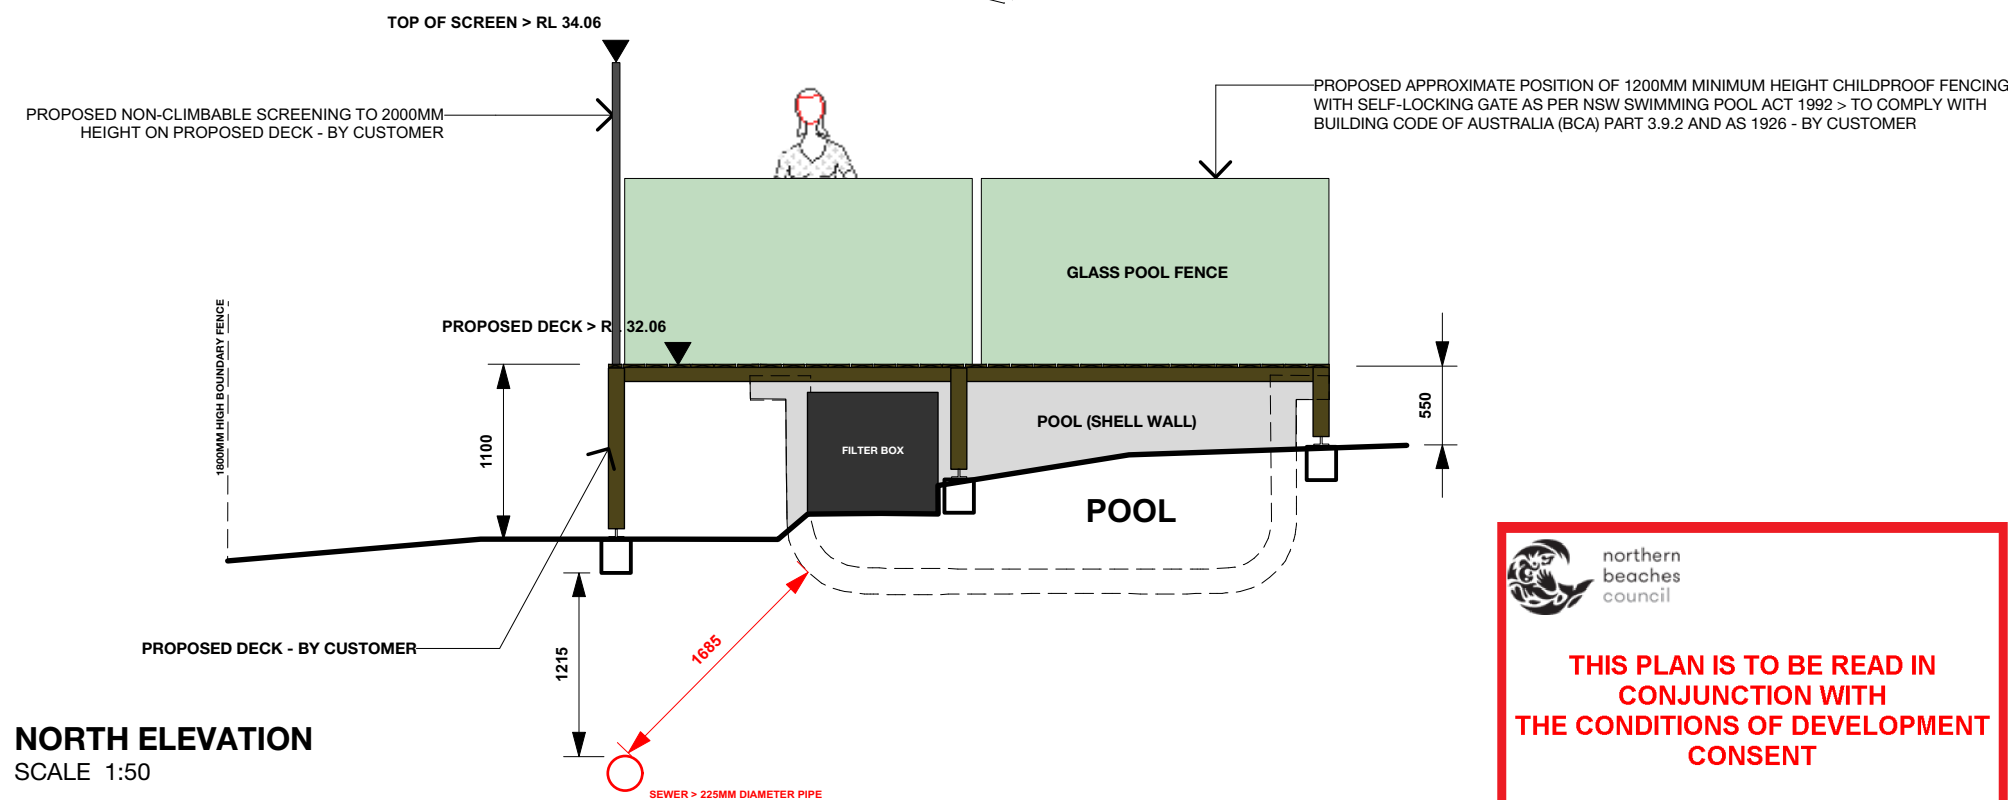 TOP OF SCREEN > RL 34.06
PROPOSED NON-CLIMBABLE SCREENING TO 2000MM
HEIGHT ON PROPOSED DECK - BY CUSTOMER
PROPOSED APPROXIMATE POSITION OF 1200MM MINIMUM HEIGHT CHILDPROOF FENCING
WITH SELF-LOCKING GATE AS PER NSW SWIMMING POOL ACT 1992 > TO COMPLY WITH
BUILDING CODE OF AUSTRALIA (BCA) PART 3.9.2 AND AS 1926 - BY CUSTOMER
GLASS POOL FENCE
1800MM HIGH BOUNDARY FENCE
PROPOSED DECK > RL 32.06
1100
550
POOL (SHELL WALL)
FILTER BOX
POOL
PROPOSED DECK - BY CUSTOMER
1215
1685
SEWER > 225MM DIAMETER PIPE
NORTH ELEVATION
SCALE 1:50
northern
beaches
council
THIS PLAN IS TO BE READ IN
CONJUNCTION WITH
THE CONDITIONS OF DEVELOPMENT
CONSENT